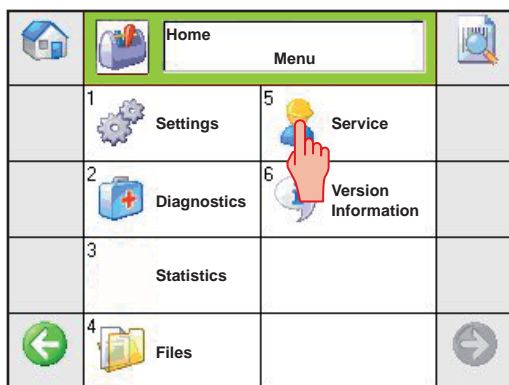 Home
Menu
1 Settings
5 Service
2 Diagnostics
6 Version
Information
3 Statistics
4 Files